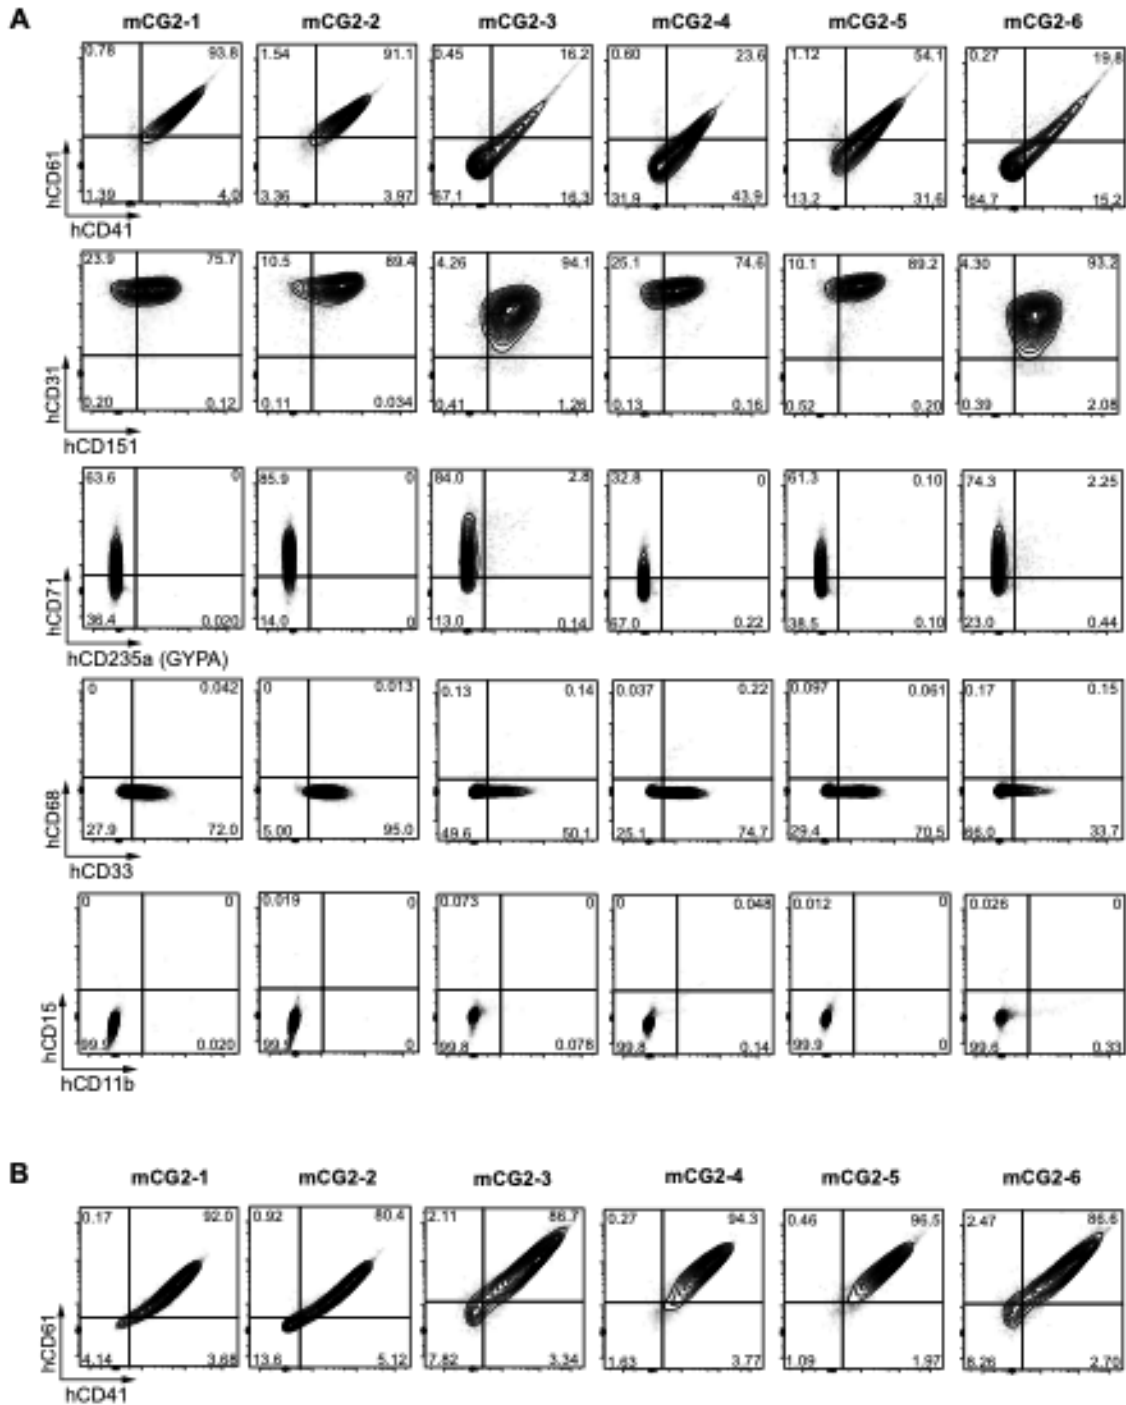 A
mCG2-1 mCG2-2 mCG2-3 mCG2-4 mCG2-5 mCG2-6
0.78 93.8 1.54 91.1 0.45 16.2 0.60 23.6 1.12 54.1 0.27 19.8
hCD61
1.39 4.0 3.36 3.97 67.1 16.3 31.9 43.9 13.2 31.6 64.7 15.2
hCD41
23.9 75.7 10.5 89.4 4.26 94.1 25.1 74.6 10.1 89.2 4.30 93.2
hCD31
0.20 0.12 0.11 0.034 0.41 1.26 0.13 0.16 0.52 0.20 0.39 2.08
hCD151
63.6 0 85.9 0 84.0 2.8 32.8 0 61.3 0.10 74.3 2.25
hCD71
36.4 0.020 14.0 0 13.0 0.14 67.0 0.22 38.5 0.10 23.0 0.44
hCD235a (GYPA)
0 0.042 0 0.013 0.13 0.14 0.037 0.22 0.097 0.061 0.17 0.15
hCD68
27.9 72.0 5.00 95.0 49.6 50.1 25.1 74.7 29.4 70.5 66.0 33.7
hCD33
0 0 0.019 0 0.073 0 0 0.048 0.012 0 0.026 0
hCD15
0.020 0 99.8 0.078 99.8 0.14 99.9 0 99.6 0.33
hCD11b
B
mCG2-1 mCG2-2 mCG2-3 mCG2-4 mCG2-5 mCG2-6
0.17 92.0 0.92 80.4 2.11 86.7 0.27 94.3 0.46 96.5 2.47 86.6
hCD61
4.14 3.68 13.6 5.12 7.82 3.34 1.63 3.77 1.09 1.97 8.26 2.70
hCD41